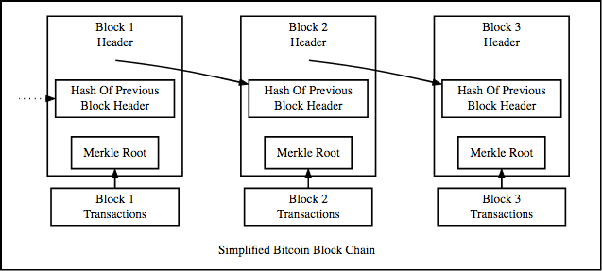 Block 1
Header
Hash Of Previous
Block Header
Merkle Root
Block 1
Transactions
Block 2
Header
Hash Of Previous
Block Header
Merkle Root
Block 2
Transactions
Block 3
Header
Hash Of Previous
Block Header
Merkle Root
Block 3
Transactions
Simplified Bitcoin Block Chain